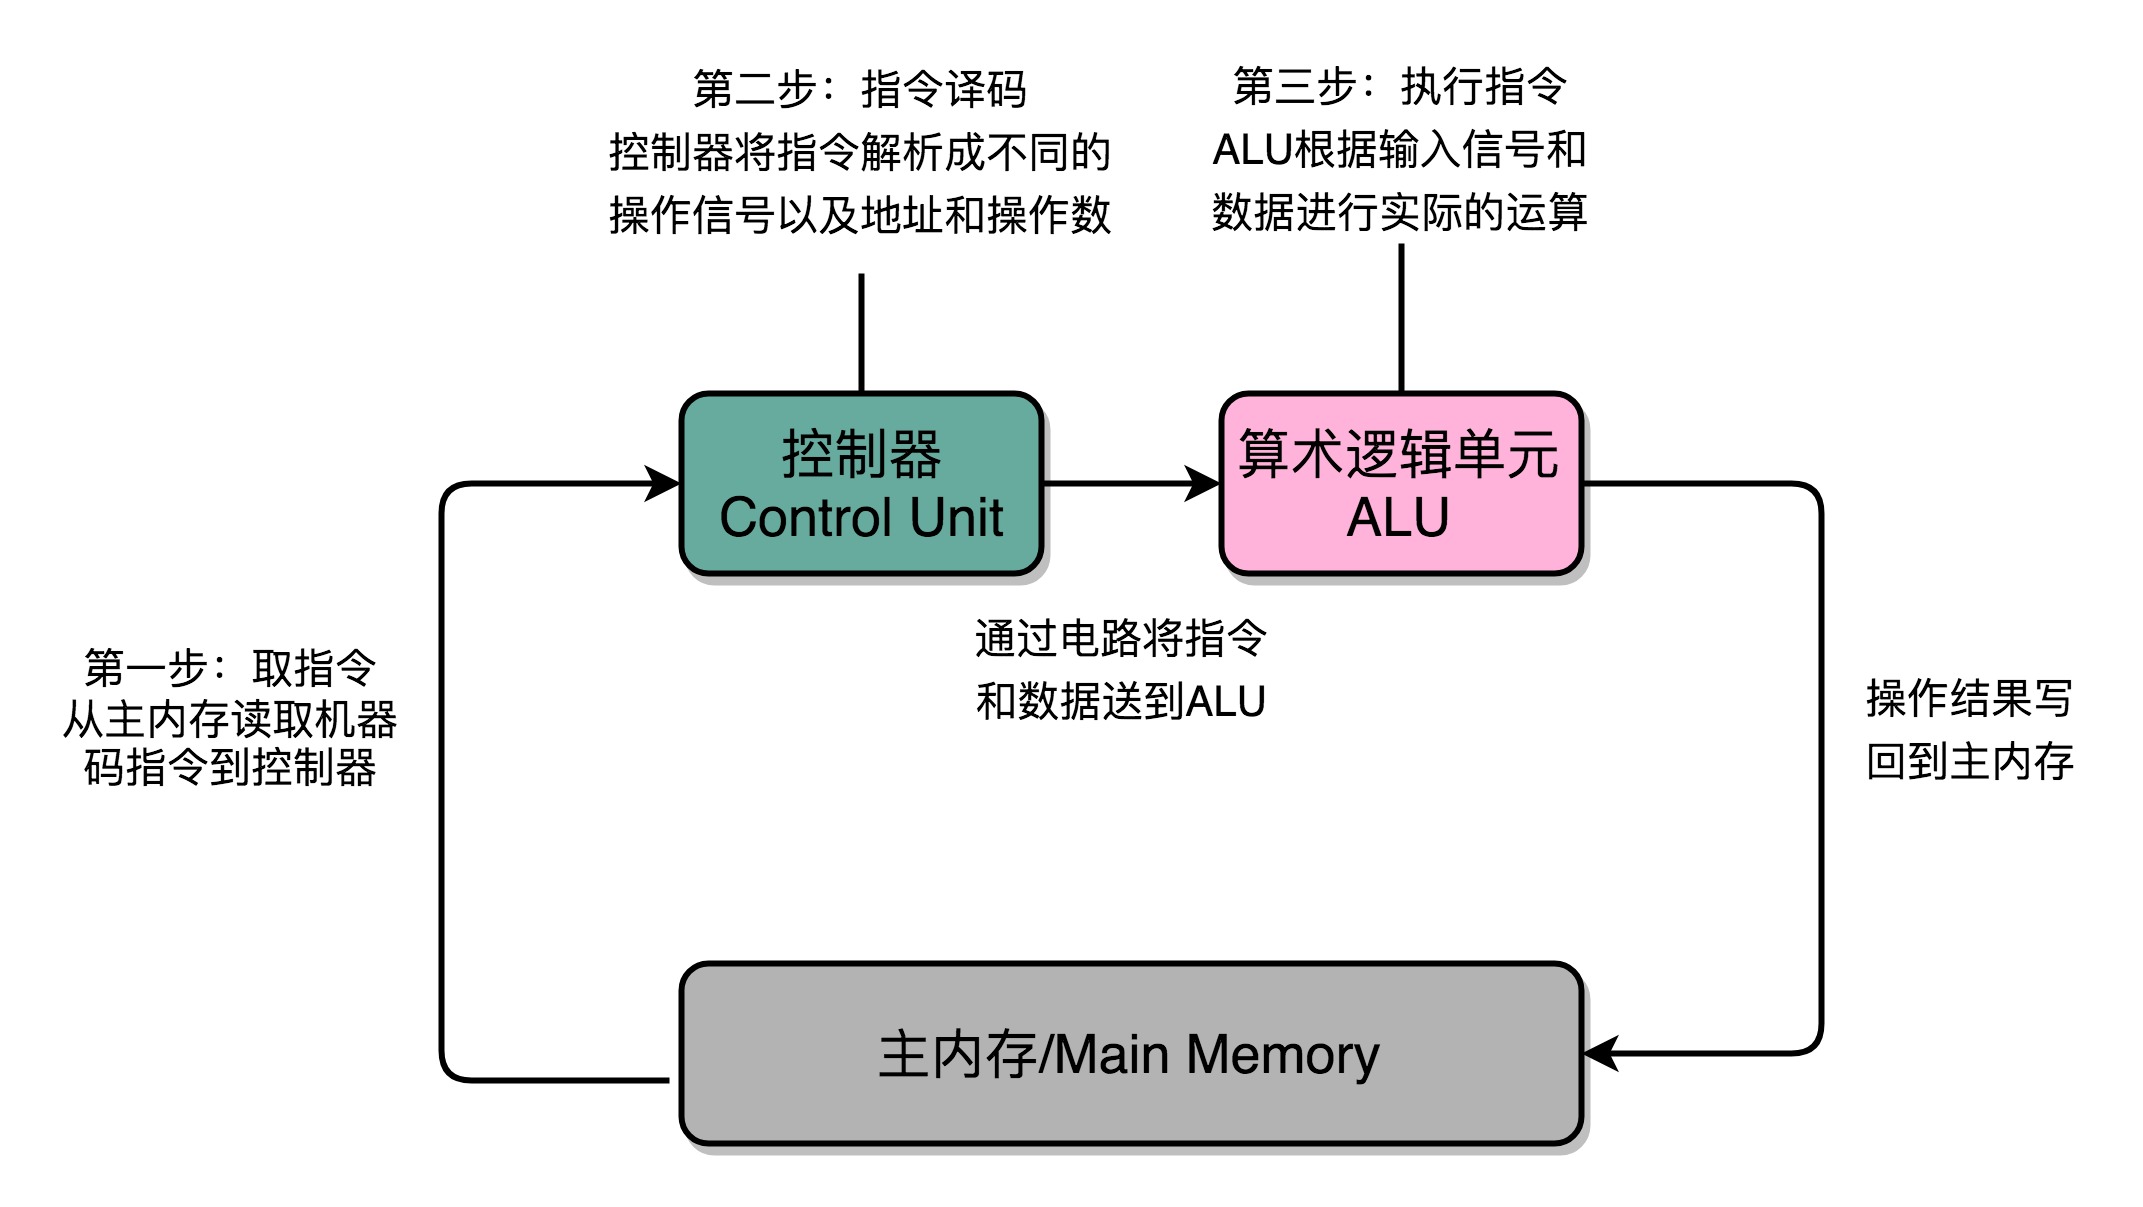 第二步：指令译码
控制器将指令解析成不同的
操作信号以及地址和操作数
第三步：执行指令
ALU根据输入信号和
数据进行实际的运算
控制器
Control Unit
算术逻辑单元
ALU
通过电路将指令
和数据送到ALU
第一步：取指令
从主内存读取机器
码指令到控制器
操作结果写
回到主内存
主内存/Main Memory